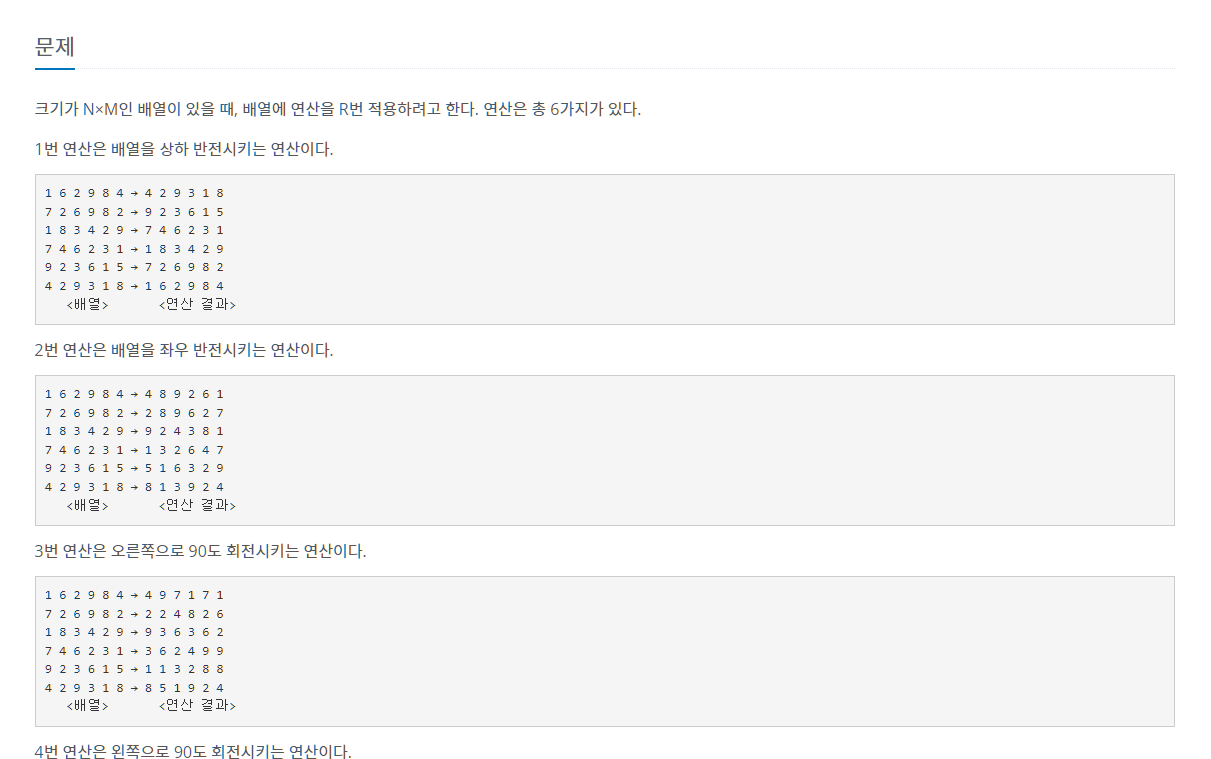 문제
크기가 N×M인 배열이 있을 때, 배열에 연산을 R번 적용하려고 한다. 연산은 총 6가지가 있다.
1번 연산은 배열을 상하 반전시키는 연산이다.
1 6 2 9 8 4 → 4 2 9 3 1 8
7 2 6 9 8 2 → 9 2 3 6 1 5
1 8 3 4 2 9 → 7 4 6 2 3 1
7 4 6 2 3 1 → 1 8 3 4 2 9
9 2 3 6 1 5 → 7 2 6 9 8 2
4 2 9 3 1 8 → 1 6 2 9 8 4
<배열> <연산 결과>
2번 연산은 배열을 좌우 반전시키는 연산이다.
1 6 2 9 8 4 → 4 8 9 2 6 1
7 2 6 9 8 2 → 2 8 9 6 2 7
1 8 3 4 2 9 → 9 2 4 3 8 1
7 4 6 2 3 1 → 1 3 2 6 4 7
9 2 3 6 1 5 → 5 1 6 3 2 9
4 2 9 3 1 8 → 8 1 3 9 2 4
<배열> <연산 결과>
3번 연산은 오른쪽으로 90도 회전시키는 연산이다.
1 6 2 9 8 4 → 4 9 7 1 7 1
7 2 6 9 8 2 → 2 2 4 8 2 6
1 8 3 4 2 9 → 9 3 6 3 6 2
7 4 6 2 3 1 → 3 6 2 4 9 9
9 2 3 6 1 5 → 1 1 3 2 8 8
4 2 9 3 1 8 → 8 5 1 9 2 4
<배열> <연산 결과>
4번 연산은 왼쪽으로 90도 회전시키는 연산이다.